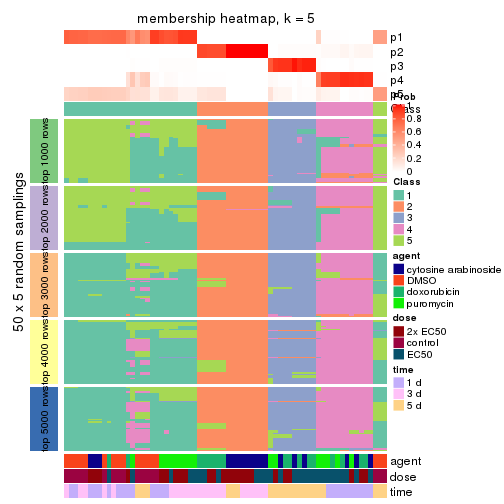 membership heatmap, k = 5
p1
p2
p3
p4
p5
Prob
Class
1
0.8
0.6
0.4
0.2
0
Class
1
2
3
4
5
agent
cytosine arabinoside
DMSO
doxorubicin
puromycin
dose
2x EC50
control
EC50
time
1 d
3 d
5 d
50 x 5 random samplings
top 1000 rows
top 2000 rows
top 3000 rows
top 4000 rows
top 5000 rows
agent
dose
time